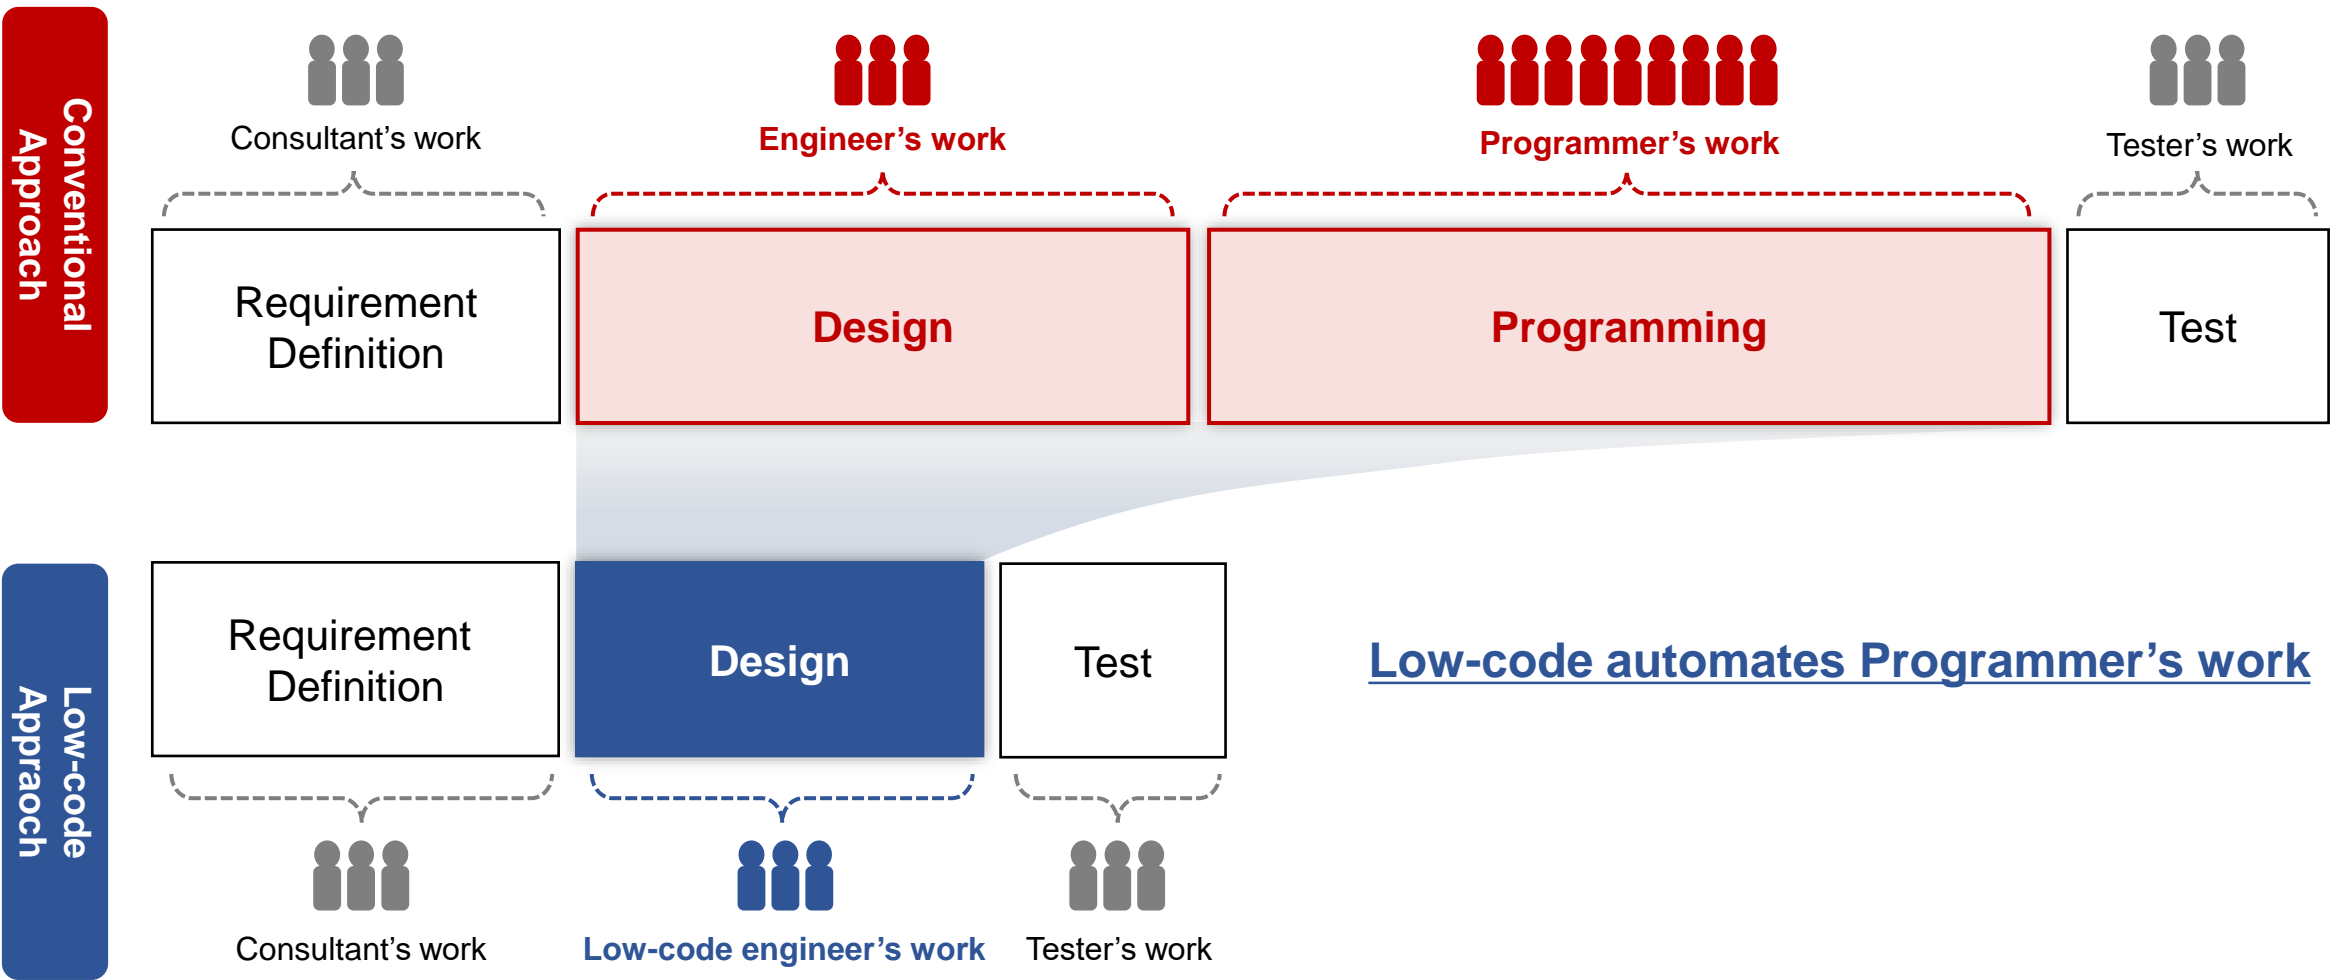 Conventional
Approach
Consultant’s work
Engineer’s work
Programmer’s work
Tester’s work
Requirement
Definition
Design
Programming
Test
Low-code
Appraoch
Requirement
Definition
Design
Test
Low-code automates Programmer’s work
Consultant’s work
Low-code engineer’s work
Tester’s work